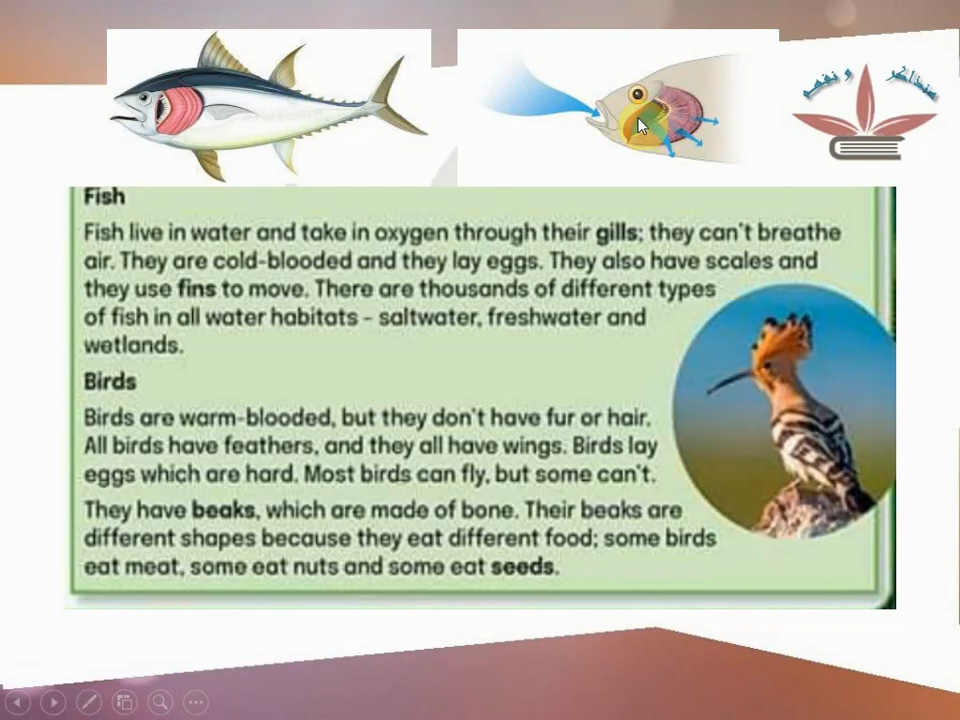 نذاكر و نفهم
Fish
Fish live in water and take in oxygen through their gills; they can't breathe
air. They are cold-blooded and they lay eggs. They also have scales and
they use fins to move. There are thousands of different types
of fish in all water habitats - saltwater, freshwater and
wetlands.
Birds
Birds are warm-blooded, but they don't have fur or hair.
All birds have feathers, and they all have wings. Birds lay
eggs which are hard. Most birds can fly, but some can't.
They have beaks, which are made of bone. Their beaks are
different shapes because they eat different food; some birds
eat meat, some eat nuts and some eat seeds.